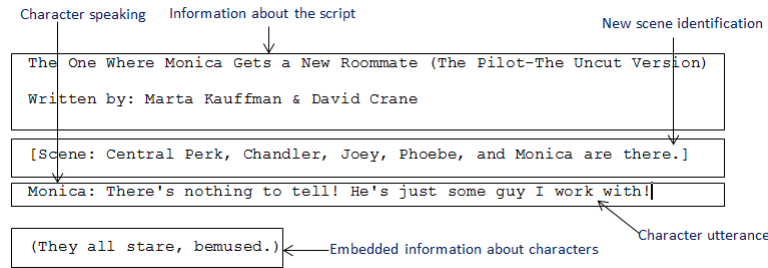 Character speaking
Information about the script
New scene identification
The One Where Monica Gets a New Roommate (The Pilot-The Uncut Version)
Written by: Marta Kauffman & David Crane
[Scene: Central Perk, Chandler, Joey, Phoebe, and Monica are there.]
Monica: There's nothing to tell! He's just some guy I work with!
Character utterance
(They all stare, bemused.)
Embedded information about characters